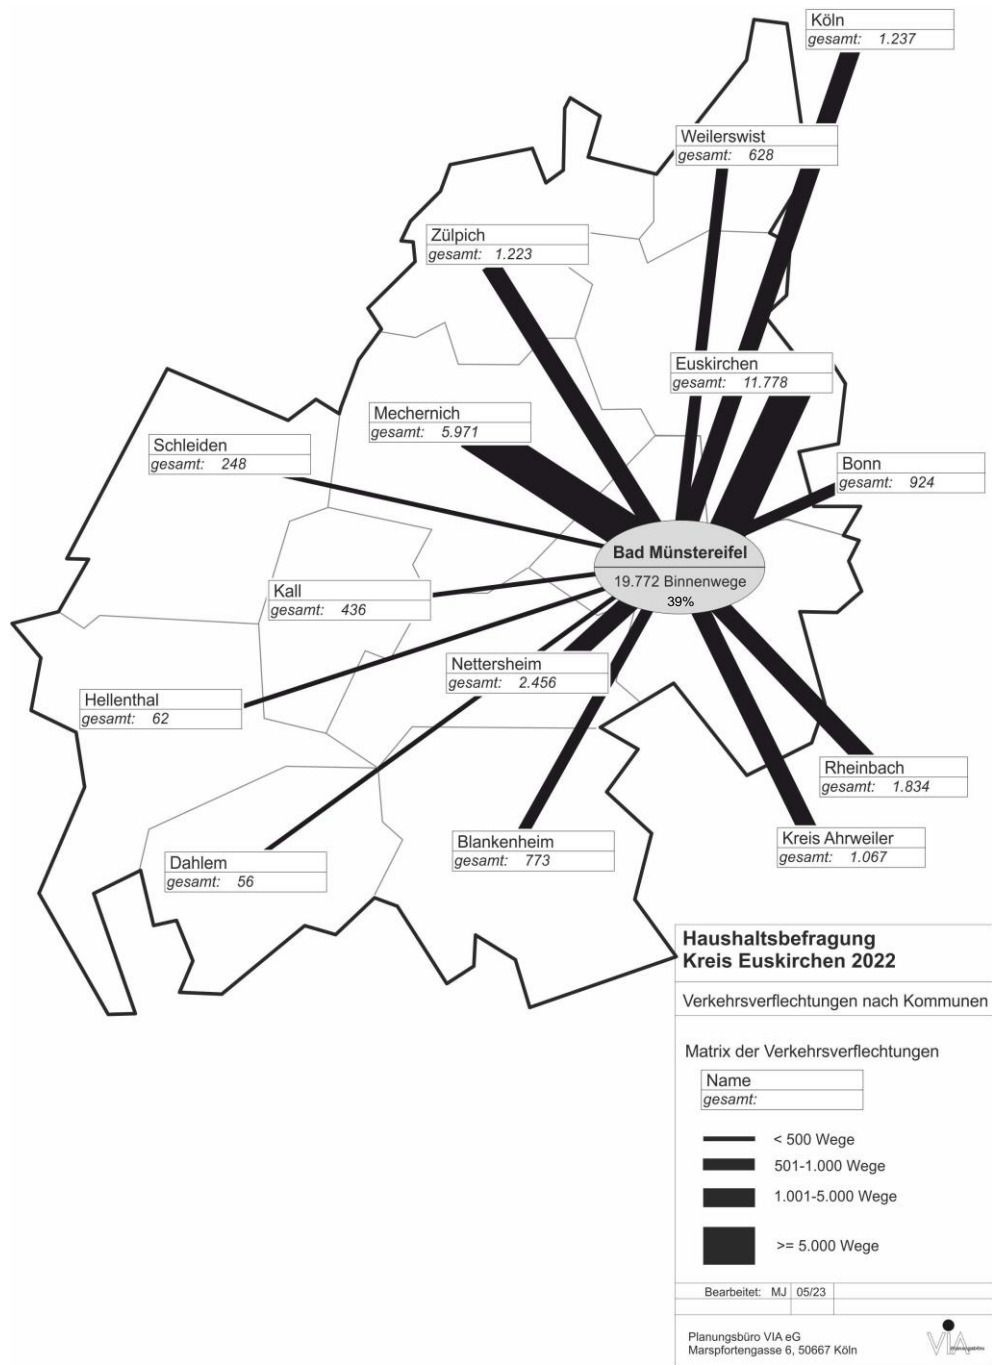 Köln
gesamt: 1.237
Weilerswist
gesamt: 628
Zülpich
gesamt: 1.223
Euskirchen
gesamt: 11.778
Mechernich
gesamt: 5.971
Schleiden
gesamt: 248
Bonn
gesamt: 924
Bad Münstereifel
19.772 Binnenwege
39%
Kall
gesamt: 436
Nettersheim
gesamt: 2.456
Hellenthal
gesamt: 62
Rheinbach
gesamt: 1.834
Kreis Ahrweiler
gesamt: 1.067
Blankenheim
gesamt: 773
Dahlem
gesamt: 56
Haushaltsbefragung
Kreis Euskirchen 2022
Verkehrsverflechtungen nach Kommunen
Matrix der Verkehrsverflechtungen
Name
gesamt:
< 500 Wege
501-1.000 Wege
1.001-5.000 Wege
>= 5.000 Wege
Bearbeitet: MJ 05/23
Planungsbüro VIA eG
Marspfortengasse 6, 50667 Köln
VIA
planungsbüro